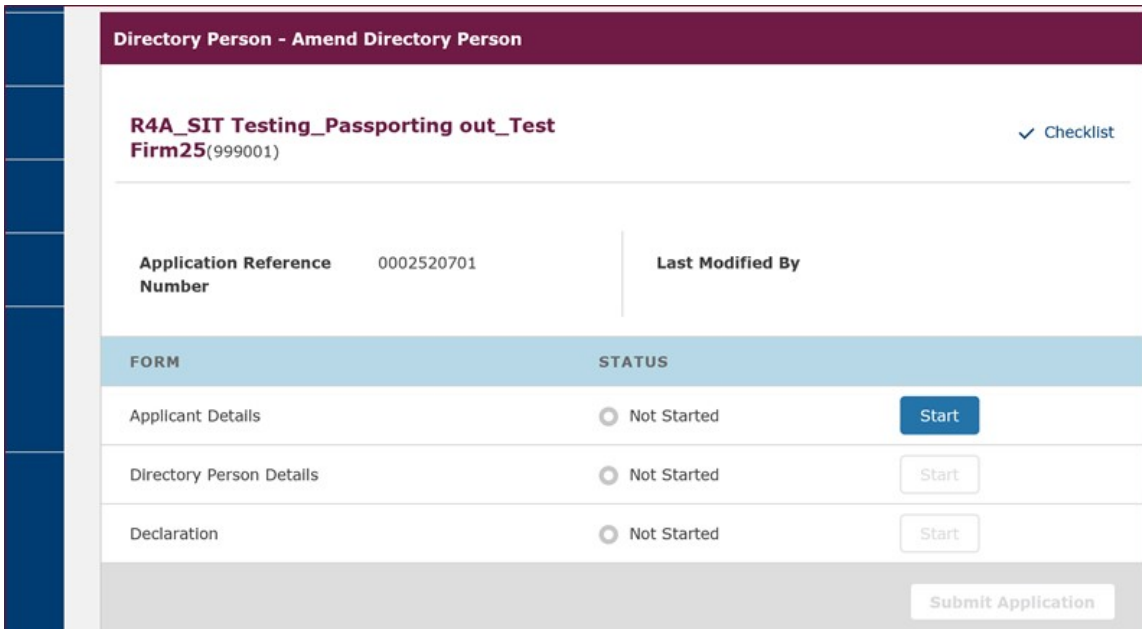 Directory Person - Amend Directory Person
R4A_SIT Testing_Passporting out_Test
Firm25(999001)
Checklist
Application Reference Number 0002520701 Last Modified By
FORM STATUS
Applicant Details Not Started Start
Directory Person Details Not Started Start
Declaration Not Started Start
Submit Application